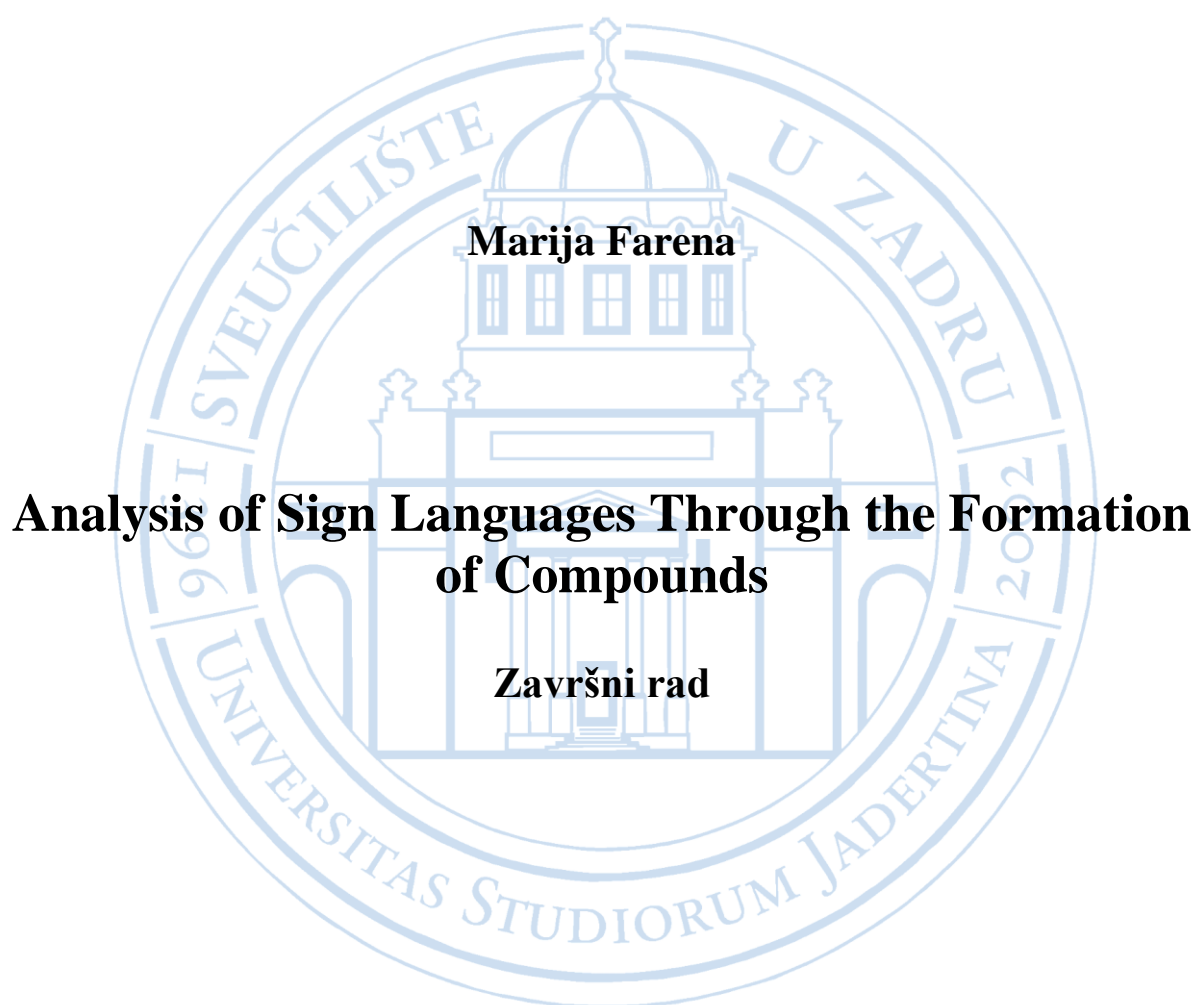 SVEUČILIŠTE U ZADRU
Marija Farena
1396
2002
Analysis of Sign Languages Through the Formation
of Compounds
Završni rad
UNIVERSITAS STUDIORUM JADERTINA